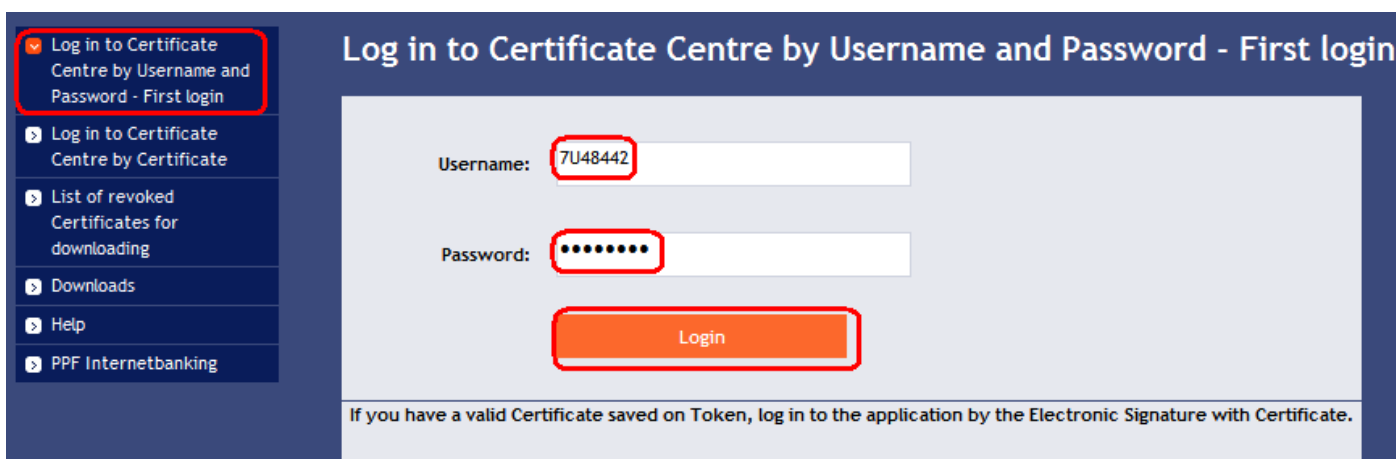 Log in to Certificate
Centre by Username and
Password - First login
Log in to Certificate
Centre by Certificate
List of revoked
Certificates for
downloading
Downloads
Help
PPF Internetbanking
Log in to Certificate Centre by Username and Password - First login
Username: 7U48442
Password: ••••••••
Login
If you have a valid Certificate saved on Token, log in to the application by the Electronic Signature with Certificate.